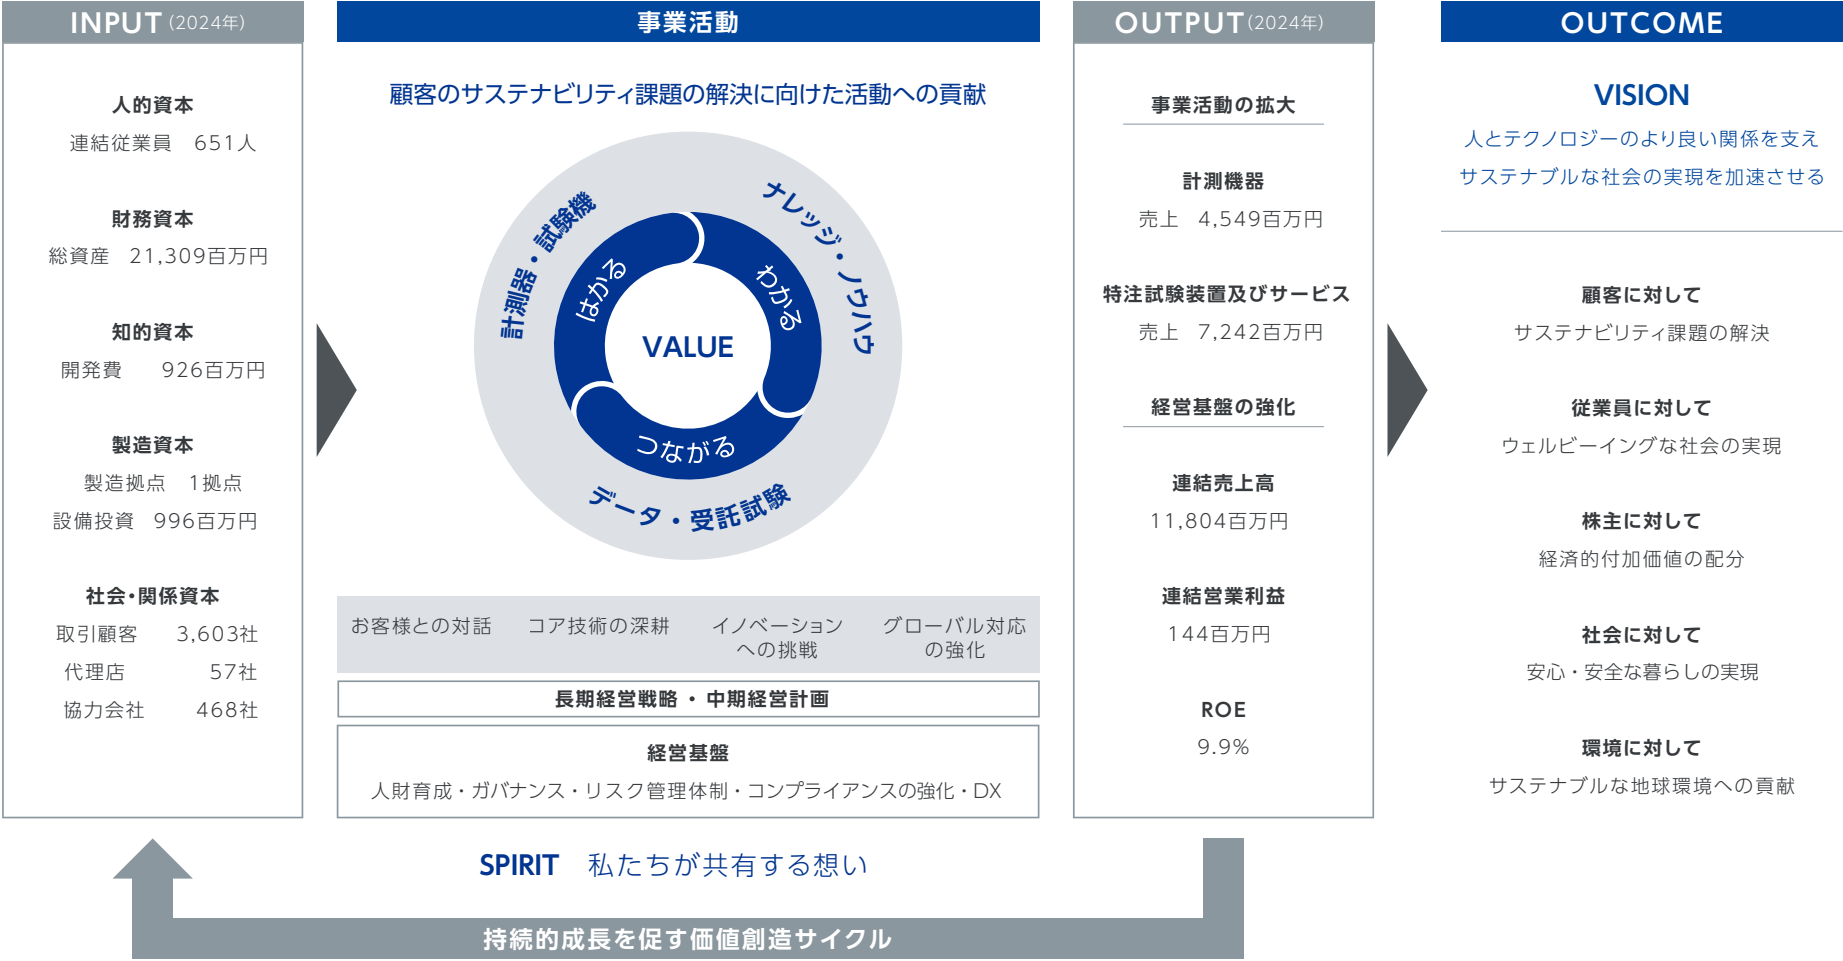 INPUT (2024年)
人的資本
連結従業員 651人
財務資本
総資産 21,309百万円
知的資本
開発費 926百万円
製造資本
製造拠点 1拠点
設備投資 996百万円
社会・関係資本
取引顧客 3,603社
代理店 57社
協力会社 468社
事業活動
顧客のサステナビリティ課題の解決に向けた活動への貢献
計測器・試験機
ナレッジ・ノウハウ
はかる
わかる
VALUE
つながる
データ・受託試験
お客様との対話
コア技術の深耕
イノベーション
への挑戦
グローバル対応
の強化
長期経営戦略・中期経営計画
経営基盤
人財育成・ガバナンス・リスク管理体制・コンプライアンスの強化・DX
OUTPUT (2024年)
事業活動の拡大
計測機器
売上 4,549百万円
特注試験装置及びサービス
売上 7,242百万円
経営基盤の強化
連結売上高
11,804百万円
連結営業利益
144百万円
ROE
9.9%
OUTCOME
VISION
人とテクノロジーのより良い関係を支え
サステナブルな社会の実現を加速させる
顧客に対して
サステナビリティ課題の解決
従業員に対して
ウェルビーイングな社会の実現
株主に対して
経済的付加価値の配分
社会に対して
安心・安全な暮らしの実現
環境に対して
サステナブルな地球環境への貢献
SPIRIT 私たちが共有する想い
持続的成長を促す価値創造サイクル